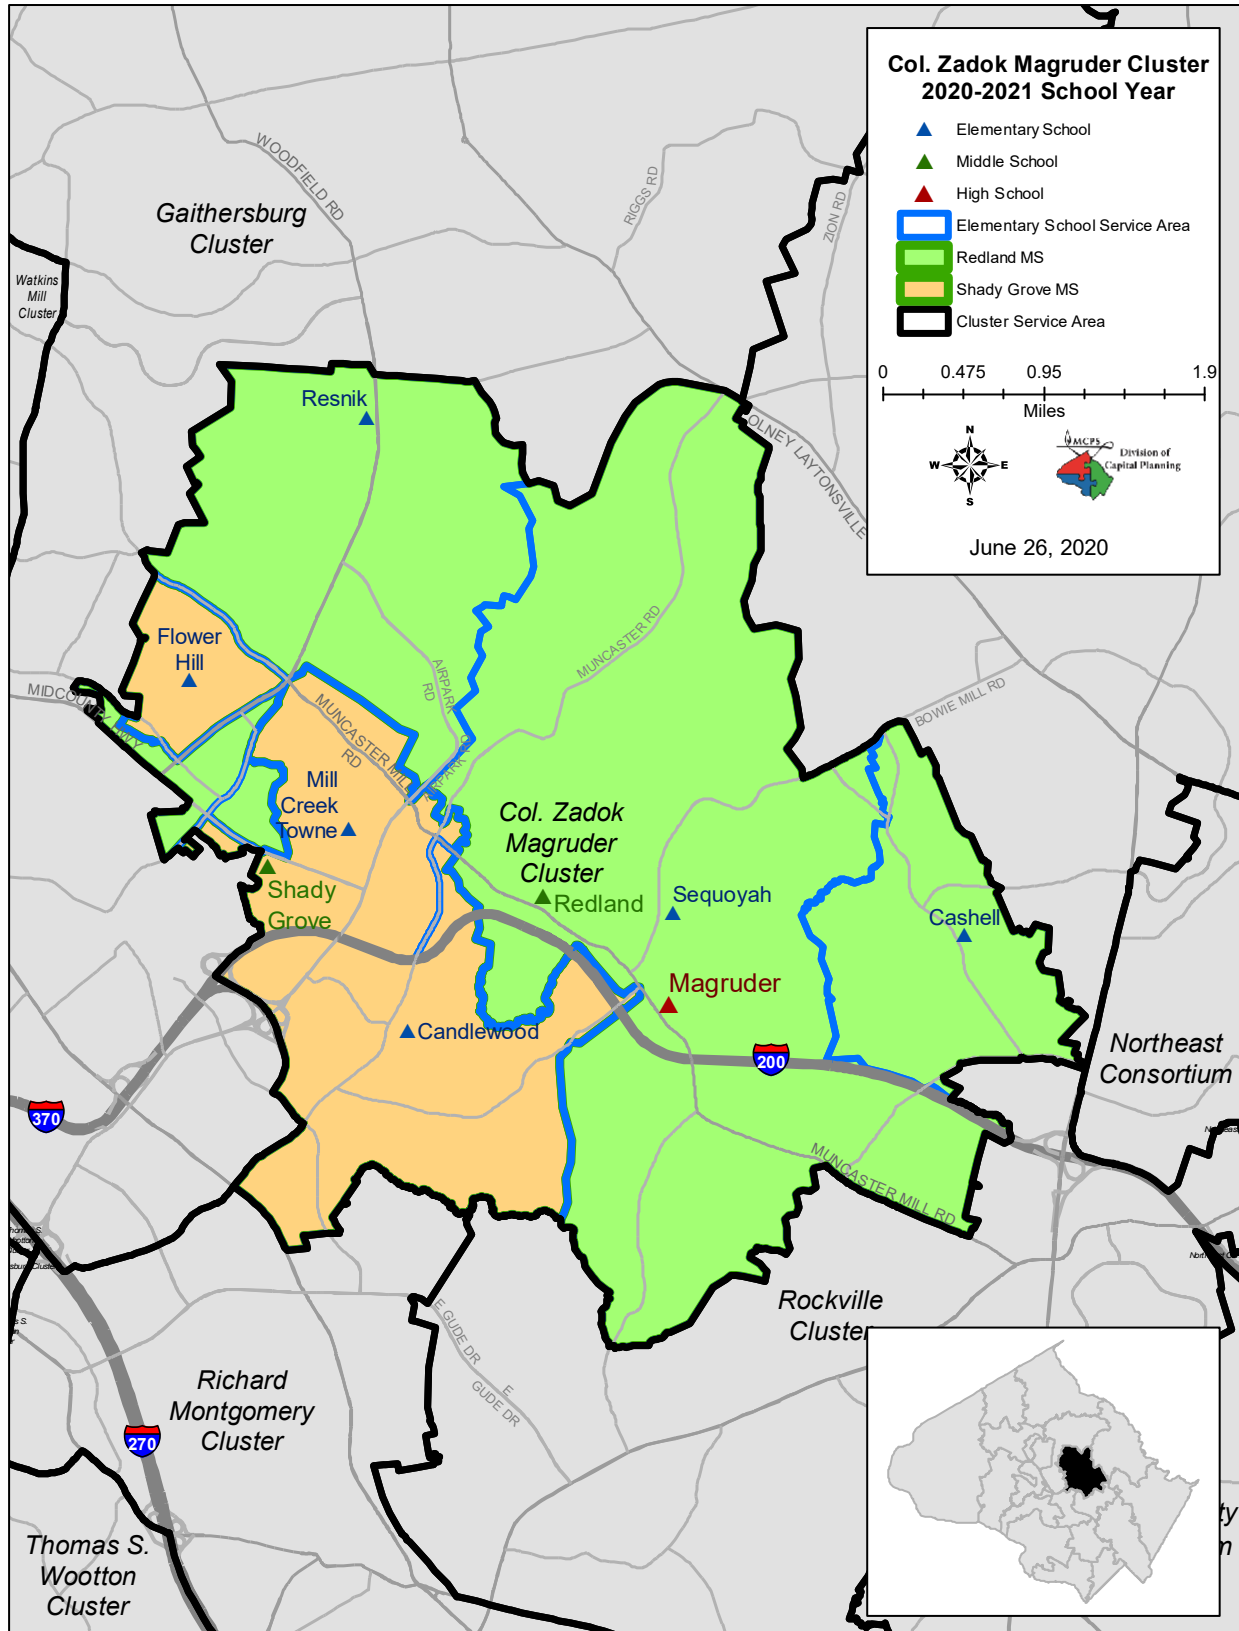 Col. Zadok Magruder Cluster
2020-2021 School Year
Elementary School
Middle School
High School
Elementary School Service Area
Redland MS
Shady Grove MS
Cluster Service Area
0 0.475 0.95 1.9
Miles
N
W E
S
MCPS
Division of
Capital Planning
June 26, 2020
WOODFIELD RD
RIGGS RD
ZION RD
Gaithersburg
Cluster
Watkins
Mill
Cluster
Resnik
OLNEY LAYTONSVILLE
Flower
Hill
MUNCASTER RD
AIRPARK
RD
MIDCOUNTY HWY
MUNCASTER MILL
RD
AIRPARK RD
BOWIE MILL RD
Mill
Creek
Towne
Col. Zadok
Magruder
Cluster
Shady
Grove
Redland
Sequoyah
Cashell
Magruder
Candlewood
200
370
Northeast
Consortium
MUNCASTER MILL RD
Rockville
Cluster
E GUDE DR
E
GUDE DR
Richard
Montgomery
Cluster
270
Thomas S.
Wootton
Cluster